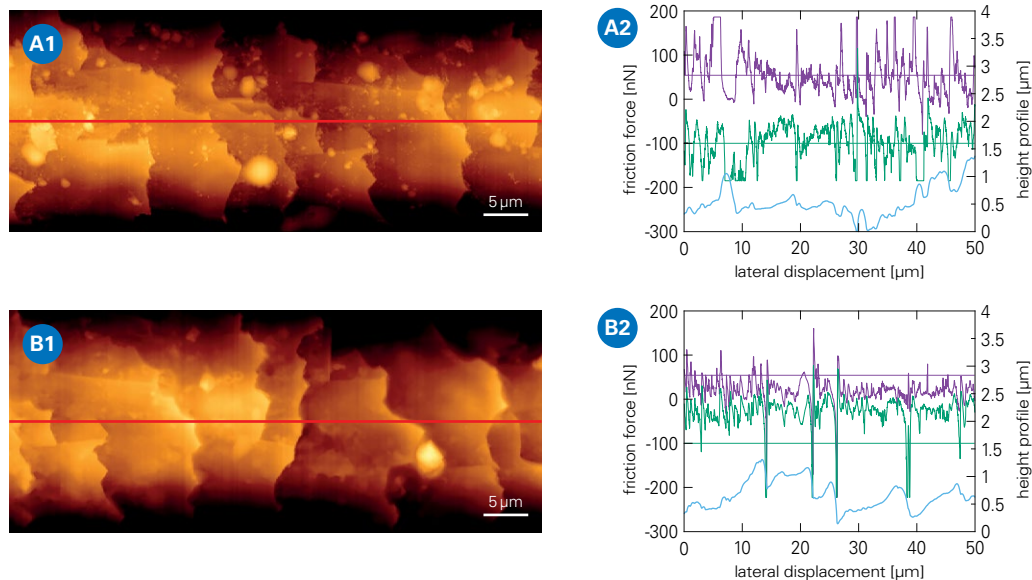 A1
5 µm
A2
200
100
0
-100
-200
-300
friction force [nN]
4
3.5
3
2.5
2
1.5
1
0.5
0
height profile [µm]
0 10 20 30 40 50
lateral displacement [µm]
B1
5 µm
B2
200
100
0
-100
-200
-300
friction force [nN]
4
3.5
3
2.5
2
1.5
1
0.5
0
height profile [µm]
0 10 20 30 40 50
lateral displacement [µm]